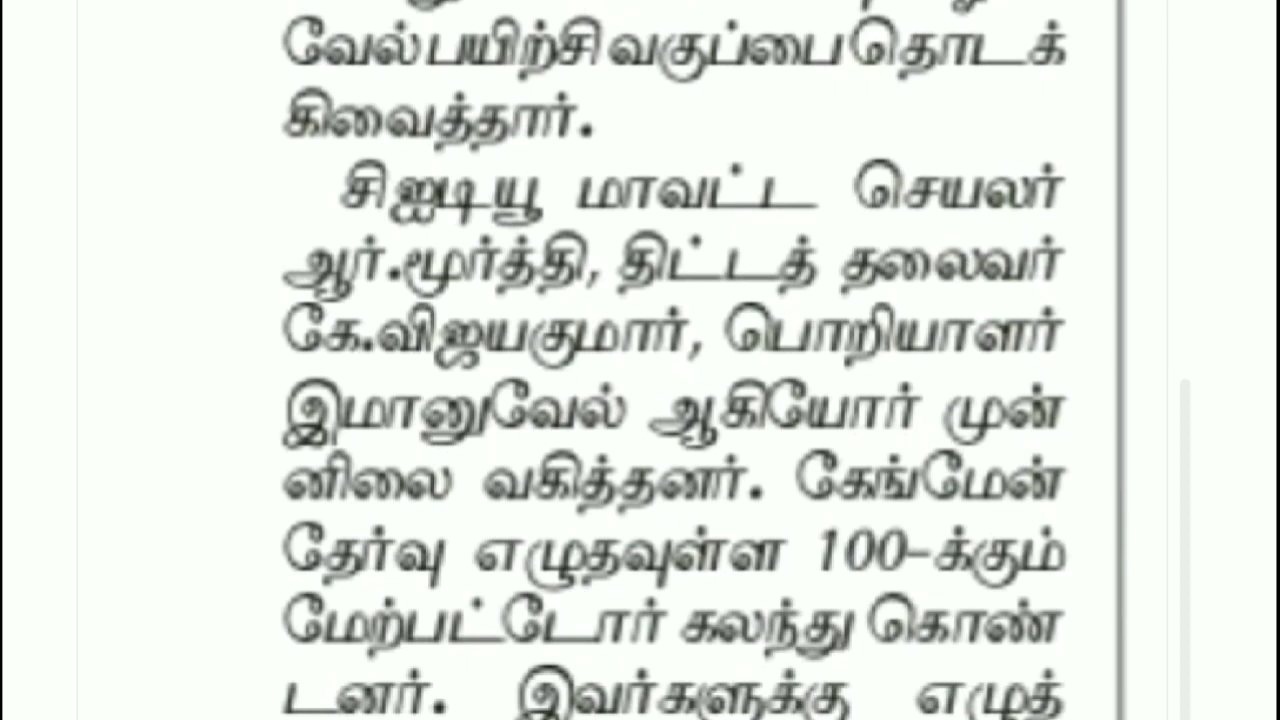 வேல் பயிற்சி வகுப்பை தொடக்
கிவைத்தார்.
சிஐடியூ மாவட்ட செயலர்
ஆர்.மூர்த்தி, திட்டத் தலைவர்
கே.விஜயகுமார், பொறியாளர்
இமானுவேல் ஆகியோர் முன்
னிலை வகித்தனர். கேங்மேன்
தேர்வு எழுதவுள்ள 100-க்கும்
மேற்பட்டோர் கலந்து கொண்
டனர். இவர்களுக்கு எழுத்